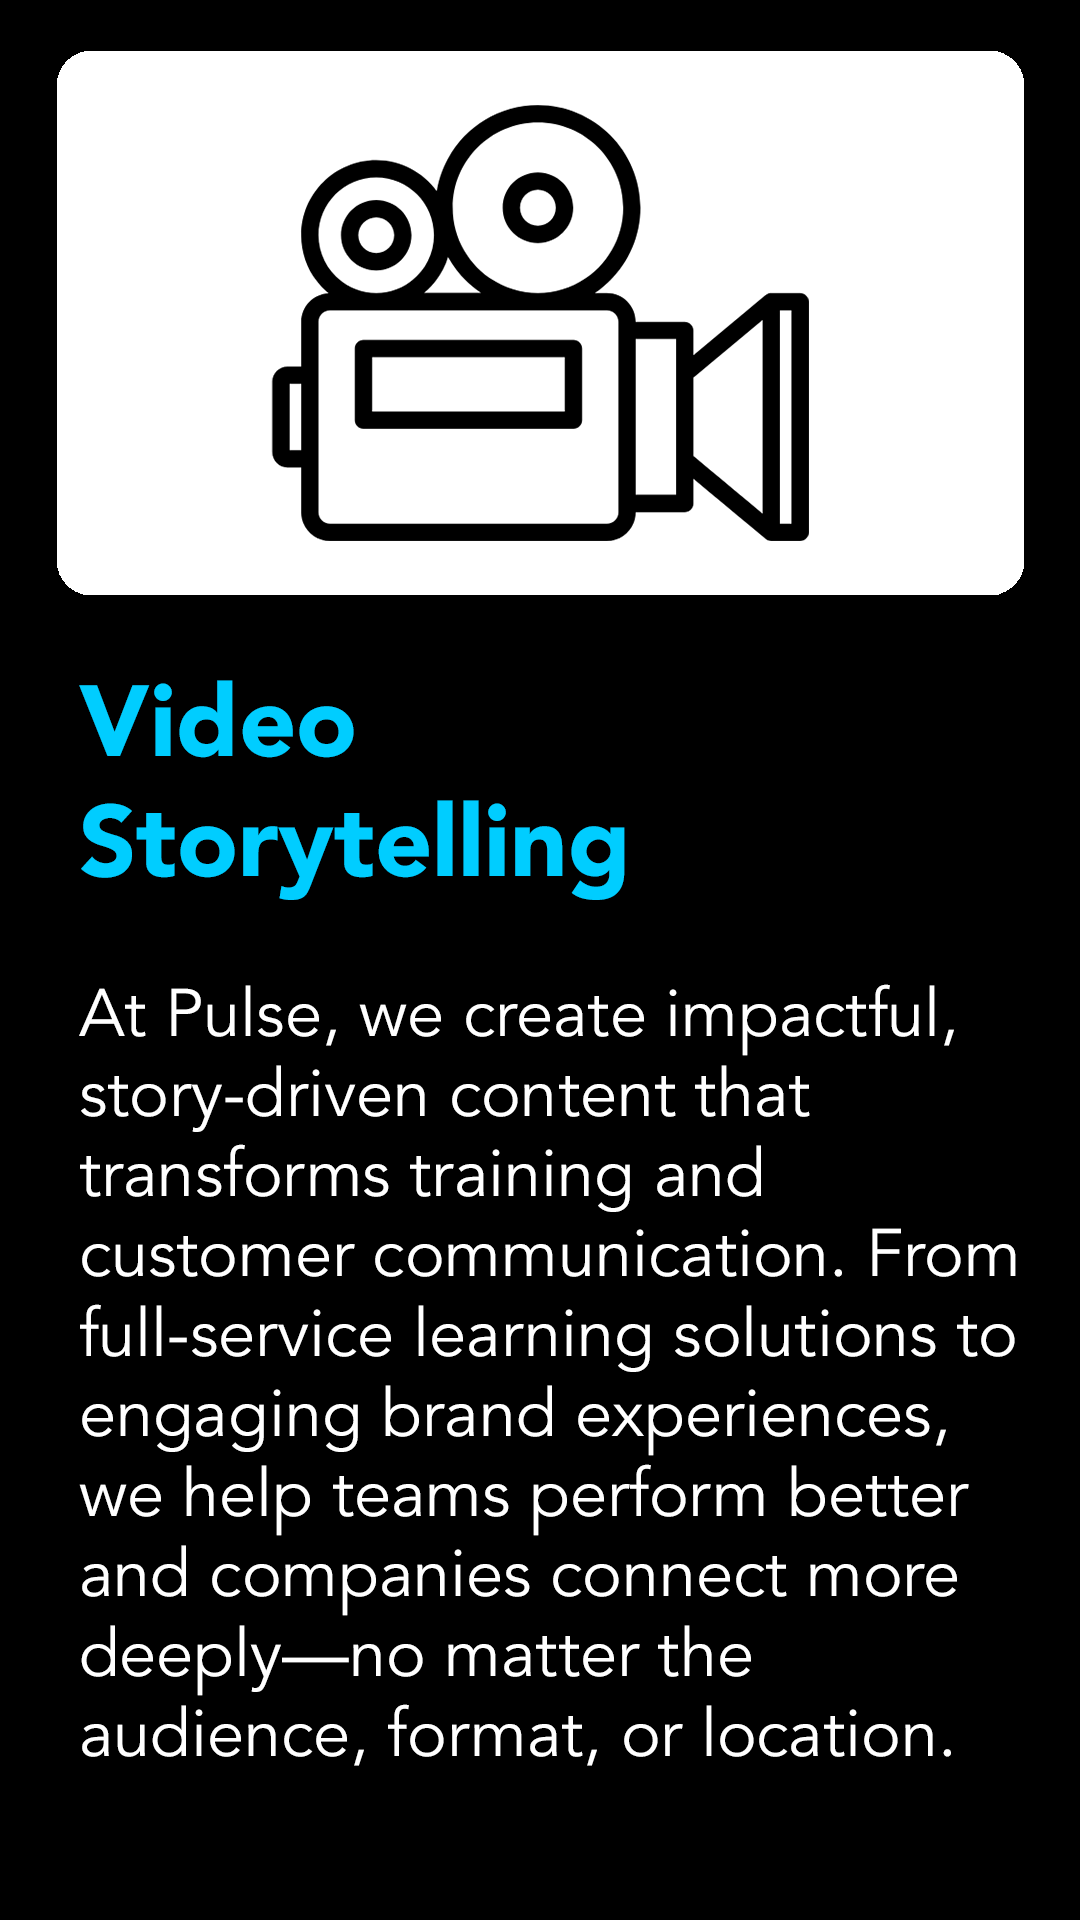 Video
Storytelling
At Pulse, we create impactful,
story-driven content that
transforms training and
customer communication. From
full-service learning solutions to
engaging brand experiences,
we help teams perform better
and companies connect more
deeply—no matter the
audience, format, or location.